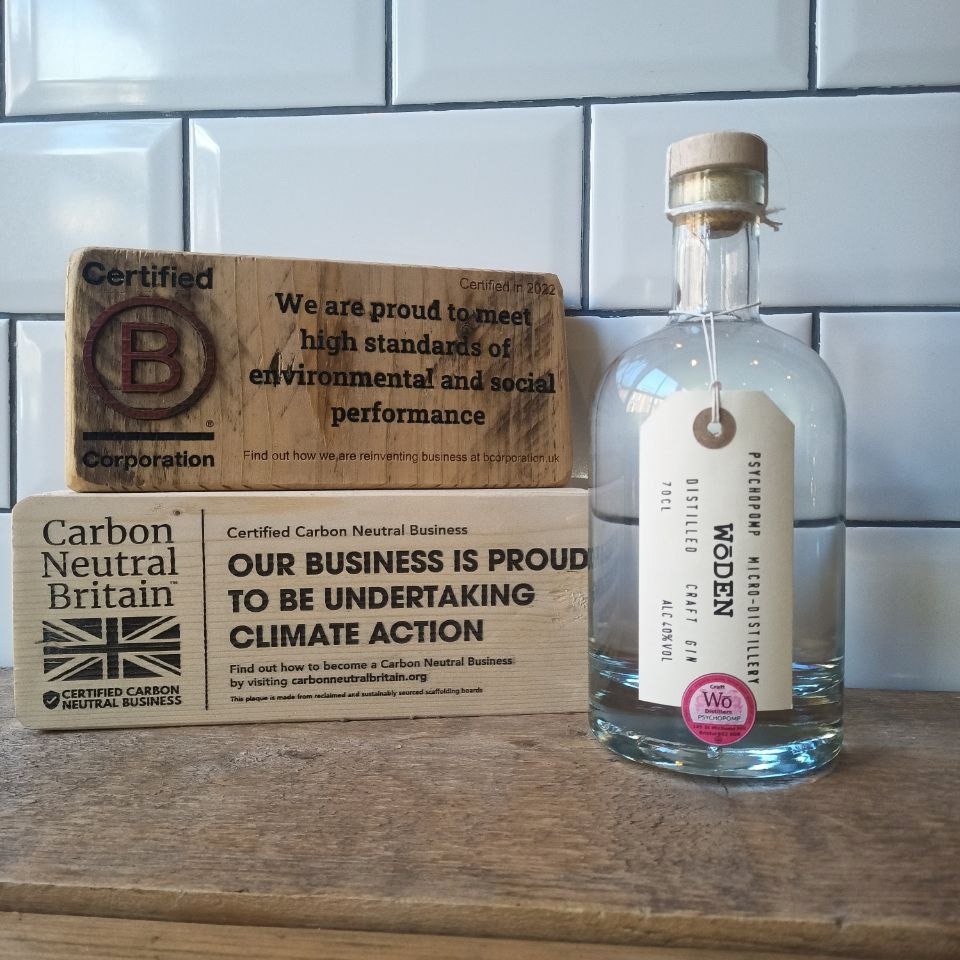 Certified
B
®
Corporation
Certified in 2022
We are proud to meet
high standards of
environmental and social
performance
Find out how we are reinventing business at bcorporation.uk
Carbon
Neutral
Britain™
CERTIFIED CARBON
NEUTRAL BUSINESS
Certified Carbon Neutral Business
OUR BUSINESS IS PROUD
TO BE UNDERTAKING
CLIMATE ACTION
Find out how to become a Carbon Neutral Business
by visiting carbonneutralbritain.org
This plaque is made from reclaimed and sustainably sourced scaffolding boards
PSYCHOPOMP MICRO-DISTILLERY
WōDEN
DISTILLED CRAFT GIN
70CL ALC 40% VOL
Craft
Wō
Distillers
PSYCHOPOMP